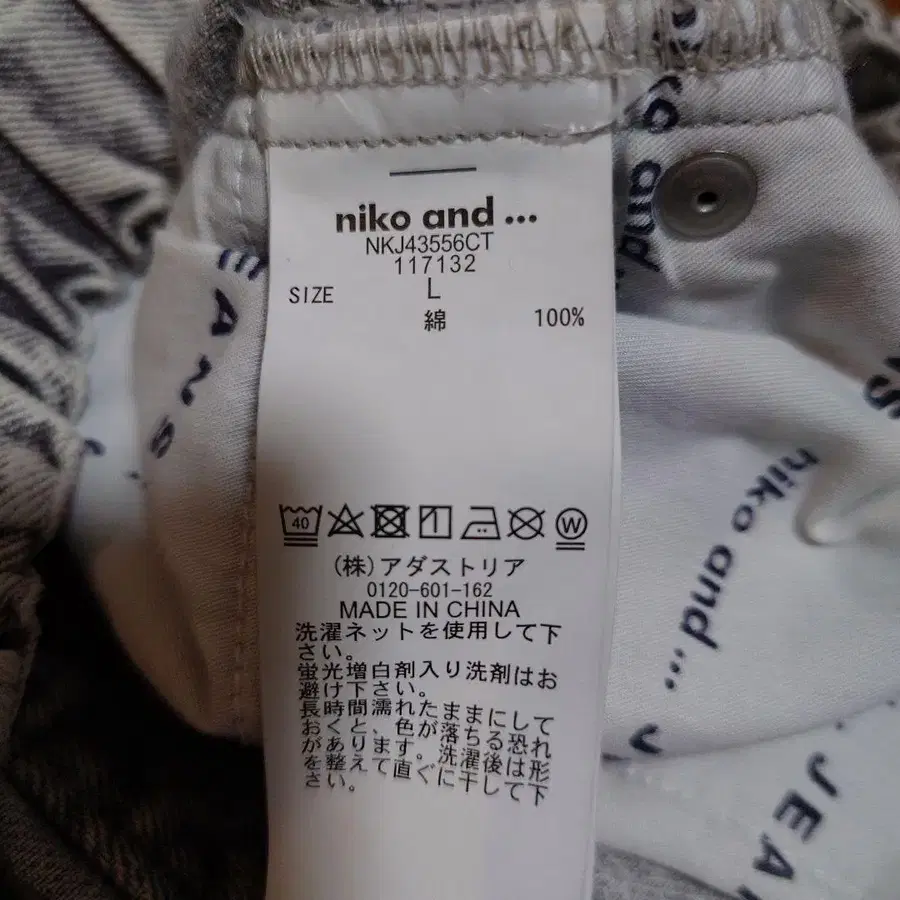 niko and ...
NKJ43556CT
117132
SIZE L
綿 100%
40
W
(株)アダストリア
0120-601-162
MADE IN CHINA
洗濯ネットを使用して下
さい。
蛍光増白剤入り洗剤はお
避け下さい。
長時間濡れたままにして
おくと、色が落ちる恐れ
があります。洗濯後は形
を整えて直ぐに干して下
さい。
niko and...